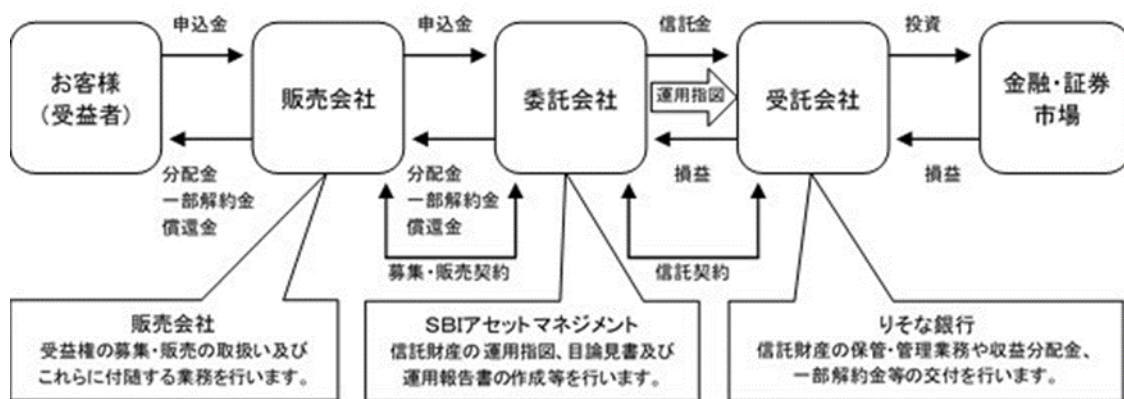 申込金
申込金
信託金
投資
お客様
(受益者)
販売会社
委託会社
運用指図
受託会社
金融・証券
市場
分配金
一部解約金
償還金
分配金
一部解約金
償還金
損益
損益
募集・販売契約
信託契約
販売会社
受益権の募集・販売の取扱い及び
これらに付随する業務を行います。
SBIアセットマネジメント
信託財産の運用指図、目論見書及び
運用報告書の作成等を行います。
りそな銀行
信託財産の保管・管理業務や収益分配金、
一部解約金等の交付を行います。